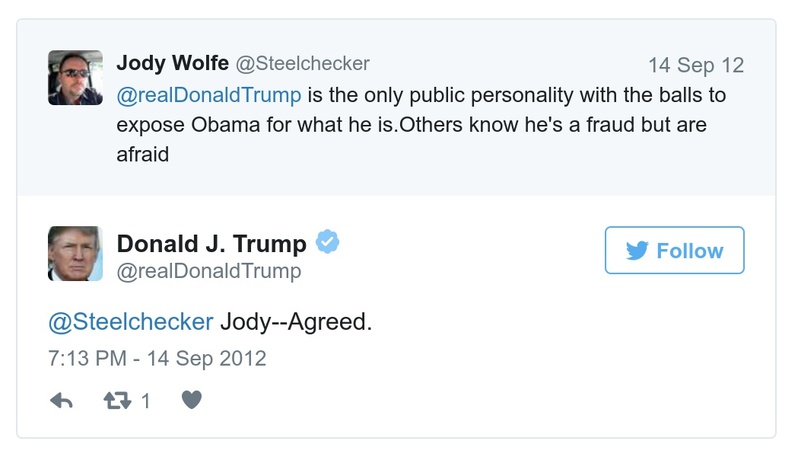 Jody Wolfe @Steelchecker 14 Sep 12
@realDonaldTrump is the only public personality with the balls to
expose Obama for what he is.Others know he's a fraud but are
afraid
Donald J. Trump
@realDonaldTrump
Follow
@Steelchecker Jody--Agreed.
7:13 PM - 14 Sep 2012
1